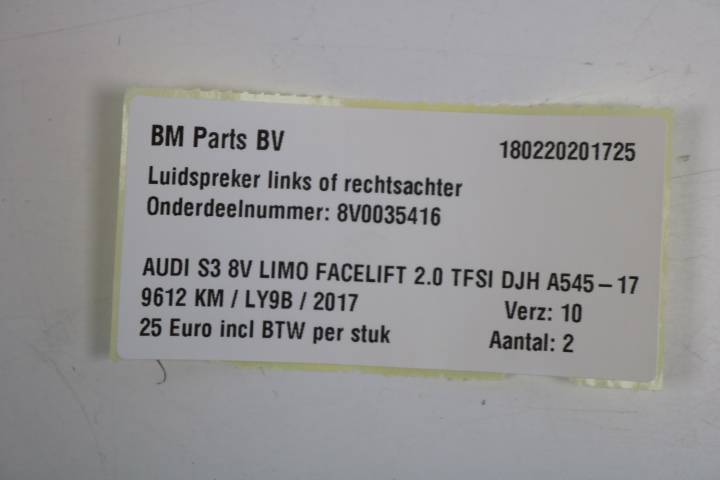 BM Parts BV 180220201725
Luidspreker links of rechtsachter
Onderdeelnummer: 8V0035416
AUDI S3 8V LIMO FACELIFT 2.0 TFSI DJH A545-17
9612 KM / LY9B / 2017 Verz: 10
25 Euro incl BTW per stuk Aantal: 2